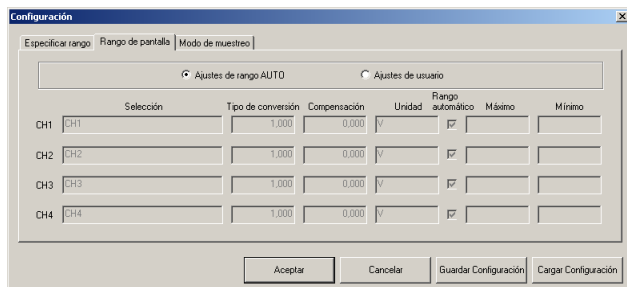 Configuración
Especificar rango Rango de pantalla Modo de muestreo
Ajustes de rango AUTO Ajustes de usuario
Selección Tipo de conversión Compensación Unidad Rango automático Máximo Mínimo
CH1 CH1 1,000 0,000 V
CH2 CH2 1,000 0,000 V
CH3 CH3 1,000 0,000 V
CH4 CH4 1,000 0,000 V
Aceptar Cancelar Guardar Configuración Cargar Configuración